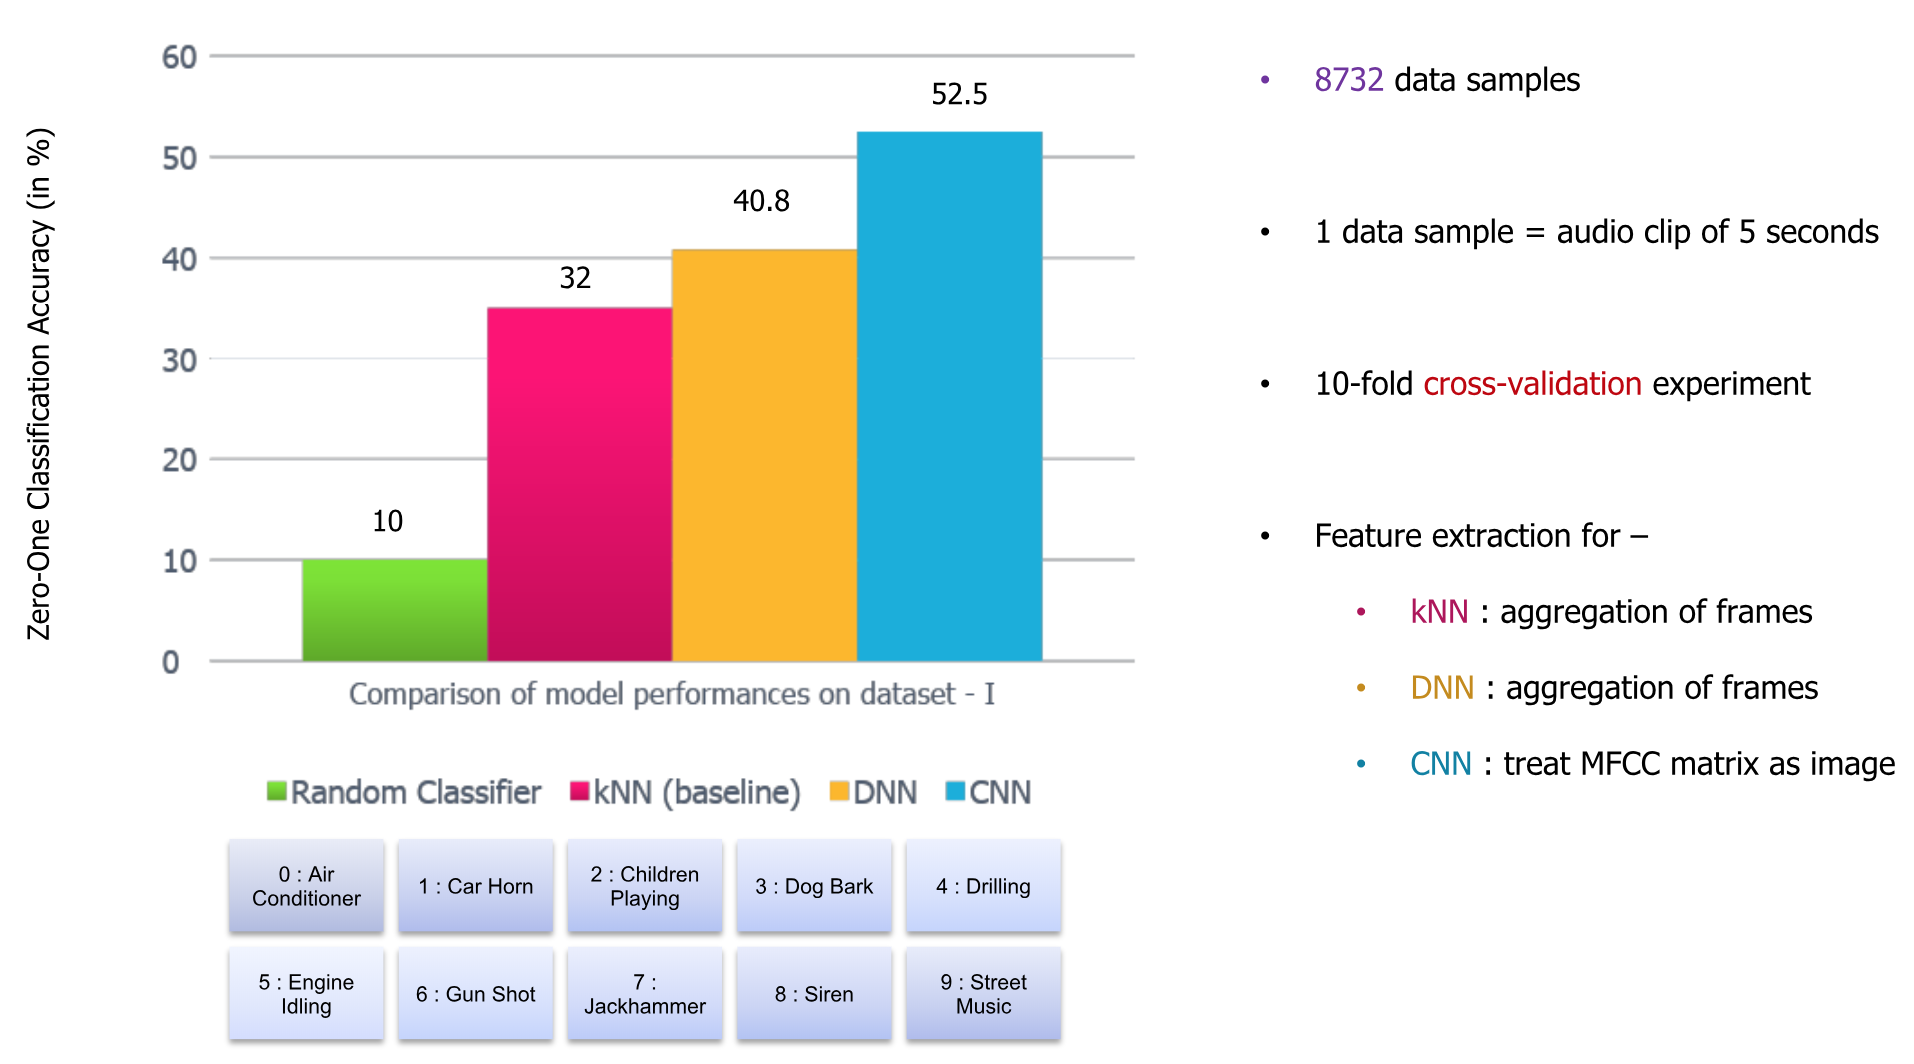 Zero-One Classification Accuracy (in %)
60
50
40
30
20
10
0
10
32
40.8
52.5
Comparison of model performances on dataset - I
Random Classifier kNN (baseline) DNN CNN
0 : Air
Conditioner
1 : Car Horn
2 : Children
Playing
3 : Dog Bark
4 : Drilling
5 : Engine
Idling
6 : Gun Shot
7 :
Jackhammer
8 : Siren
9 : Street
Music
• 8732 data samples
• 1 data sample = audio clip of 5 seconds
• 10-fold cross-validation experiment
• Feature extraction for –
• kNN : aggregation of frames
• DNN : aggregation of frames
• CNN : treat MFCC matrix as image